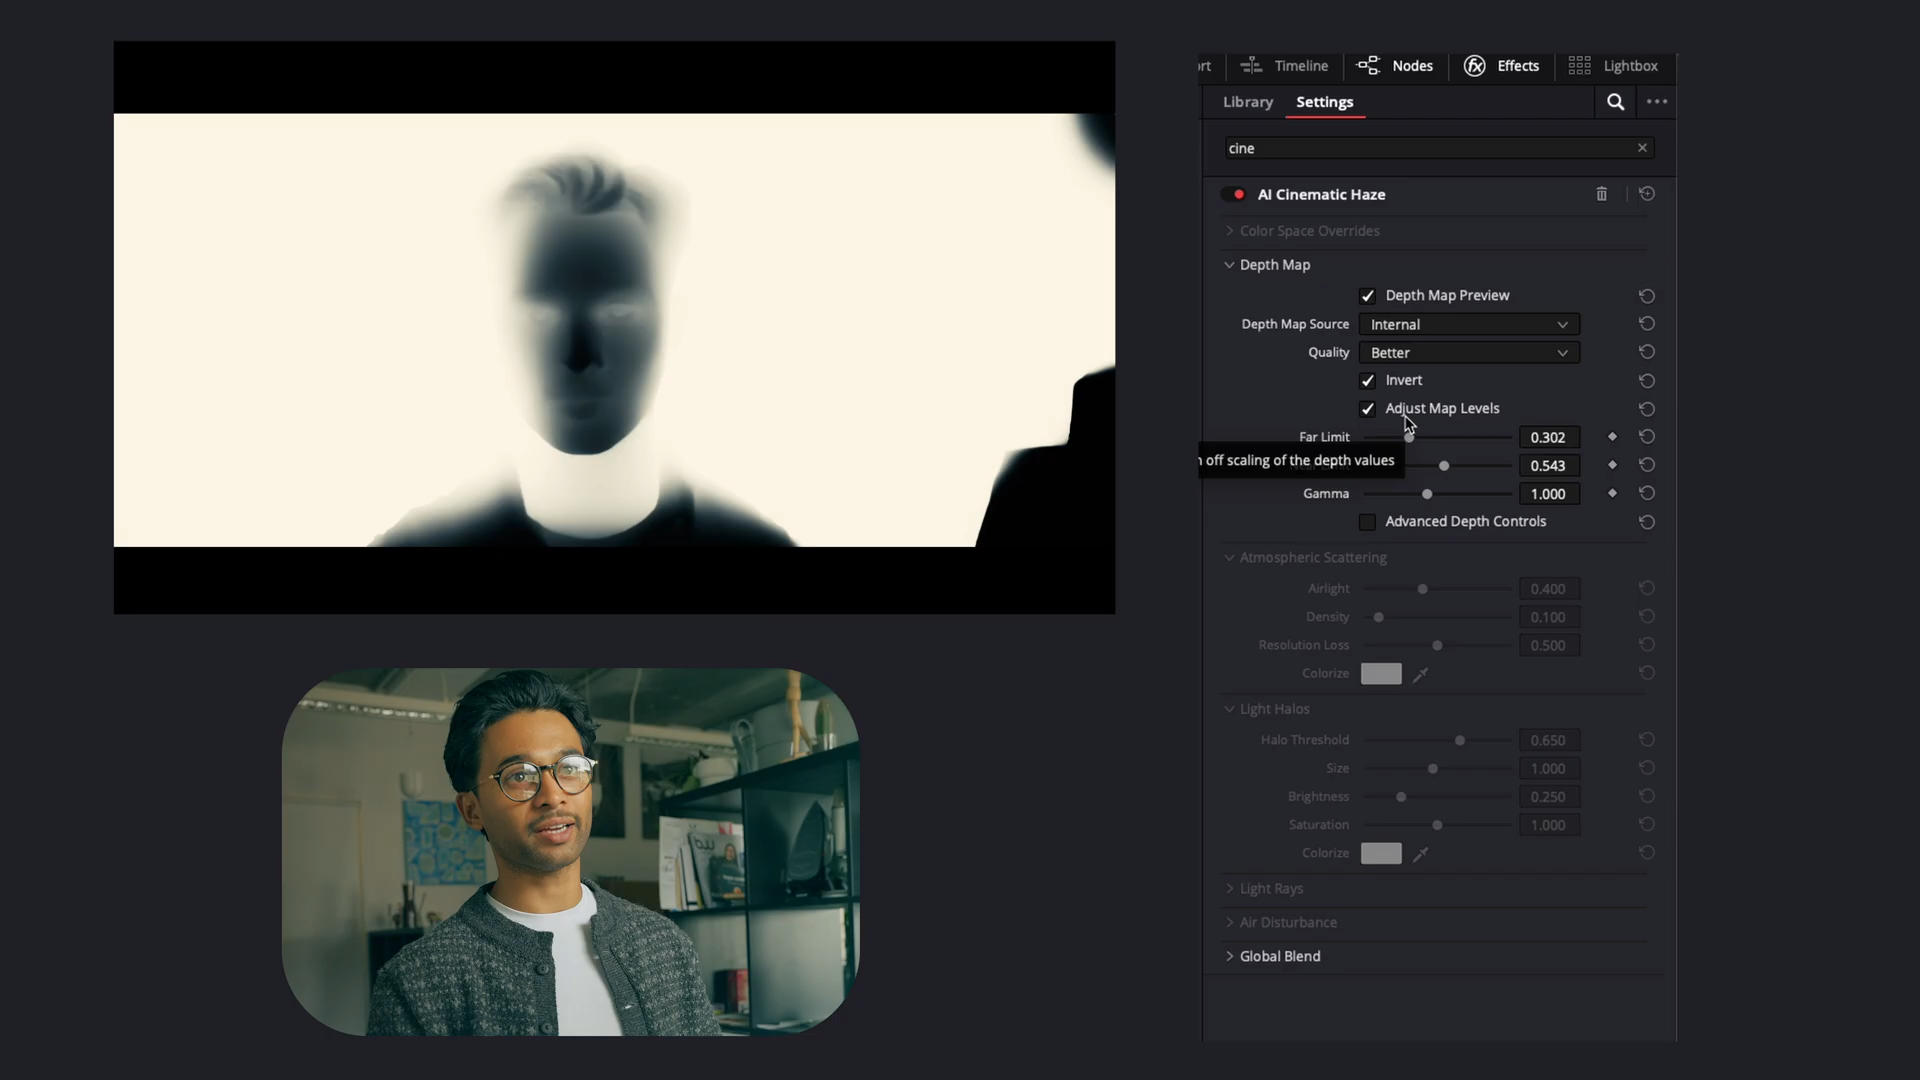 rt Timeline Nodes Effects Lightbox
Library Settings
cine
AI Cinematic Haze
Color Space Overrides
Depth Map
Depth Map Preview
Depth Map Source Internal
Quality Better
Invert
Adjust Map Levels
Far Limit 0.302
off scaling of the depth values 0.543
Gamma 1.000
Advanced Depth Controls
Atmospheric Scattering
Airlight 0.400
Density 0.100
Resolution Loss 0.500
Colorize
Light Halos
Halo Threshold 0.650
Size 1.000
Brightness 0.250
Saturation 1.000
Colorize
Light Rays
Air Disturbance
Global Blend